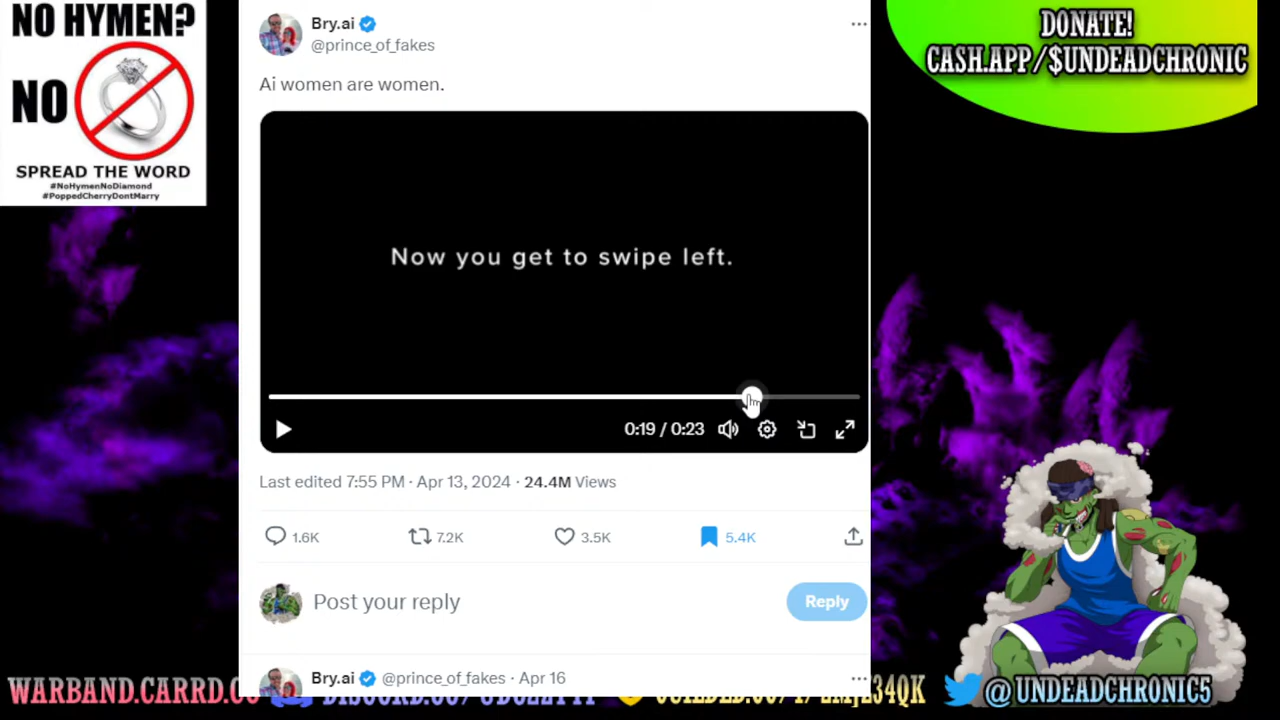 NO HYMEN?
NO
SPREAD THE WORD
#NoHymenNoDiamond
#PoppedCherryDontMarry
Bry.ai
@prince_of_fakes
Ai women are women.
Now you get to swipe left.
0:19 / 0:23
Last edited 7:55 PM · Apr 13, 2024 · 24.4M Views
1.6K 7.2K 3.5K 5.4K
Post your reply
Reply
Bry.ai @prince_of_fakes · Apr 16
DONATE!
CASH.APP/$UNDEADCHRONIC
WARBAND.CARRD.CO
@UNDEADCHRONIC5